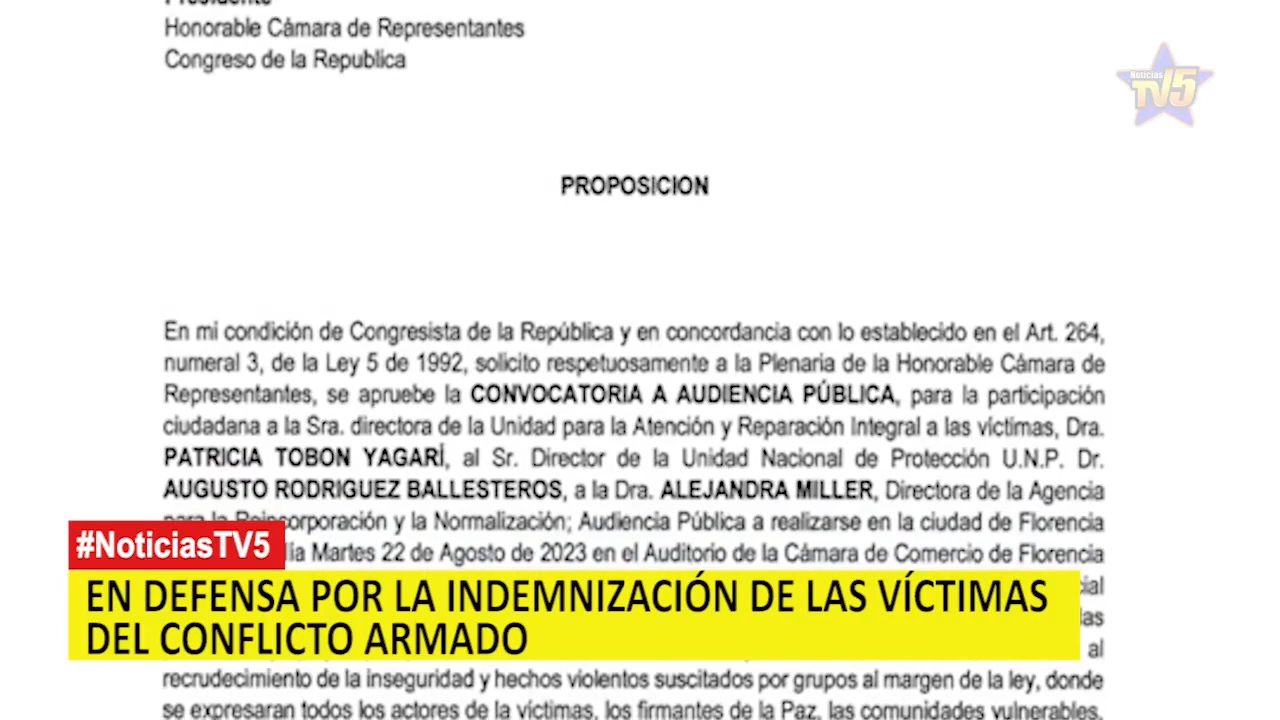 Presidente
Honorable Cámara de Representantes
Congreso de la Republica
Noticias
TV5
PROPOSICION
En mi condición de Congresista de la República y en concordancia con lo establecido en el Art. 264,
numeral 3, de la Ley 5 de 1992, solicito respetuosamente a la Plenaria de la Honorable Cámara de
Representantes, se apruebe la CONVOCATORIA A AUDIENCIA PÚBLICA, para la participación
ciudadana a la Sra. directora de la Unidad para la Atención y Reparación Integral a las víctimas, Dra.
PATRICIA TOBON YAGARÍ, al Sr. Director de la Unidad Nacional de Protección U.N.P. Dr.
AUGUSTO RODRIGUEZ BALLESTEROS, a la Dra. ALEJANDRA MILLER, Directora de la Agencia
para la Reincorporación y la Normalización; Audiencia Pública a realizarse en la ciudad de Florencia
#NoticiasTV5
Martes 22 de Agosto de 2023 en el Auditorio de la Cámara de Comercio de Florencia
EN DEFENSA POR LA INDEMNIZACIÓN DE LAS VÍCTIMAS
DEL CONFLICTO ARMADO
al
recrudecimiento de la inseguridad y hechos violentos suscitados por grupos al margen de la ley, donde
se expresaran todos los actores de la víctimas, los firmantes de la Paz, las comunidades vulnerables,